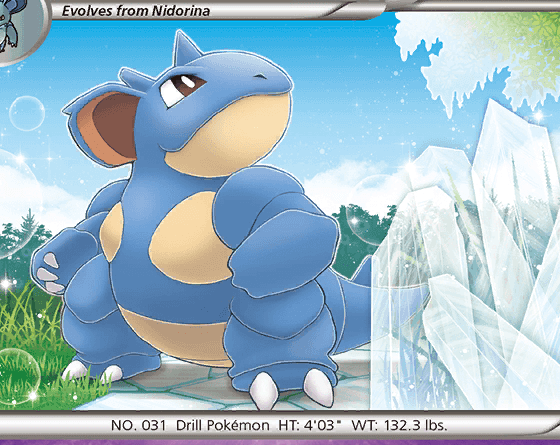 Evolves from Nidorina
NO. 031 Drill Pokémon HT: 4'03" WT: 132.3 lbs.